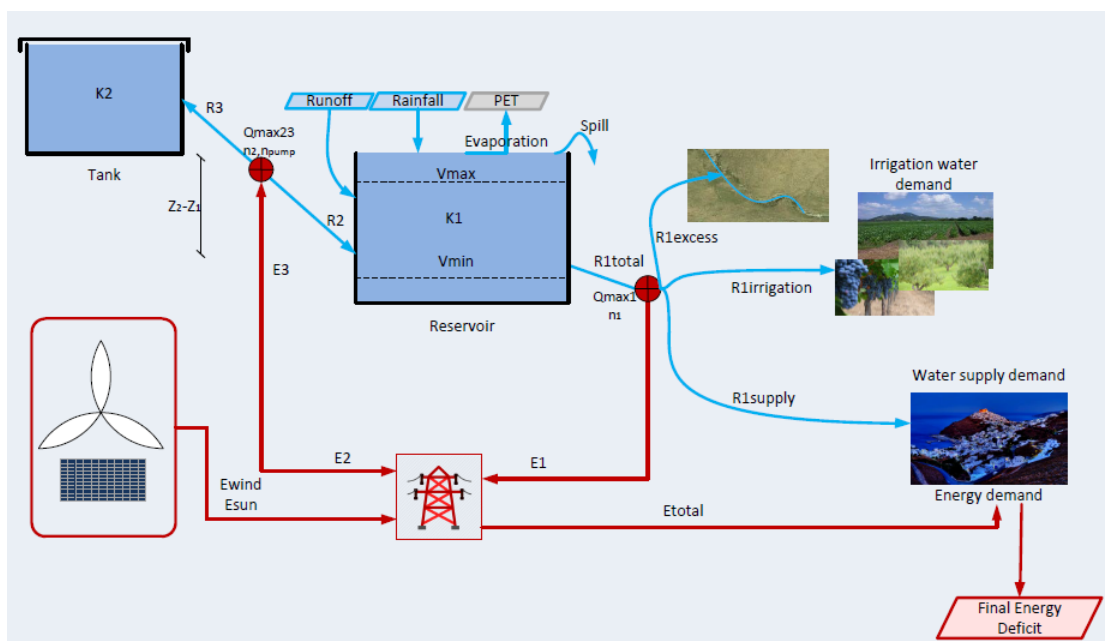 K2
R3
Tank
Qmax23
n2,npump
Z2-Z1
R2
Runoff
Rainfall
PET
Evaporation
Spill
Vmax
K1
Vmin
Reservoir
R1total
Qmax1
n1
R1excess
Irrigation water
demand
R1irrigation
R1supply
Water supply demand
Energy demand
E3
E2
E1
Ewind
Esun
Etotal
Final Energy
Deficit